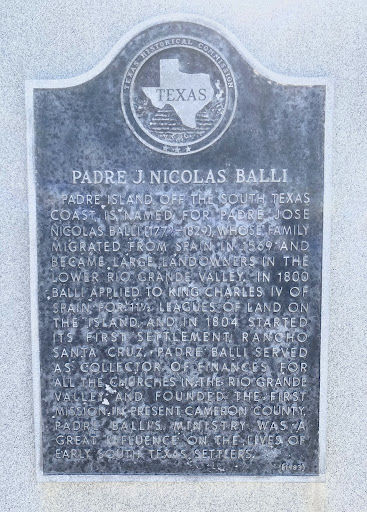 TEXAS HISTORICAL COMMISSION
TEXAS
PADRE J. NICOLAS BALLI
PADRE ISLAND, OFF THE SOUTH TEXAS
COAST, IS NAMED FOR PADRE JOSE
NICOLAS BALLI whose FAMILY
MIGRATED FROM SPAIN IN 1569 AND
BECAME LARGE LANDOWNERS IN THE
LOWER RIO GRANDE VALLEY. IN 1800
BALLI APPLIED TO KING CHARLES IV OF
SPAIN FOR 11½ LEAGUES OF LAND ON
THE ISLAND, AND IN 1804 STARTED
ITS FIRST SETTLEMENT, RANCHO
SANTA CRUZ. PADRE BALLI SERVED
AS COLLECTOR OF FINANCES FOR
ALL THE CHURCHES IN THE RIO GRANDE
VALLEY AND FOUNDED THE FIRST
MISSION IN PRESENT CAMERON COUNTY.
PADRE BALLI'S MINISTRY WAS A
GREAT INFLUENCE ON THE LIVES OF
EARLY SOUTH TEXAS SETTLERS.
(1983)